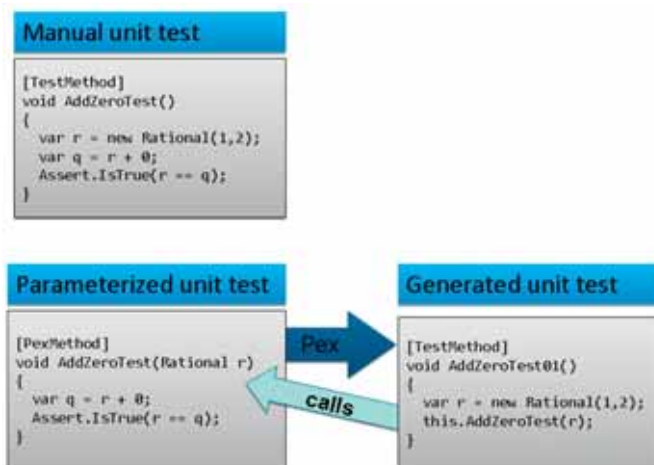 Manual unit test
[TestMethod]
void AddZeroTest()
{
var r = new Rational(1,2);
var q = r + 0;
Assert.IsTrue(r == q);
}
Parameterized unit test
[PexMethod]
void AddZeroTest(Rational r)
{
var q = r + 0;
Assert.IsTrue(r == q);
}
Pex
calls
Generated unit test
[TestMethod]
void AddZeroTest01()
{
var r = new Rational(1,2);
this.AddZeroTest(r);
}